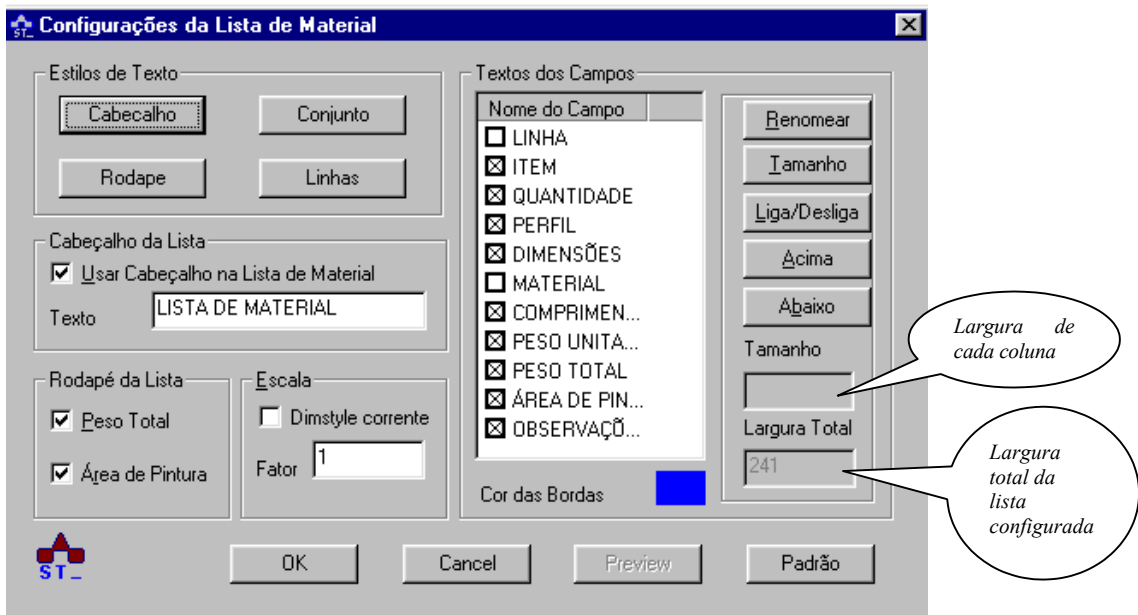 Configurações da Lista de Material
Estilos de Texto
Cabecalho
Conjunto
Rodape
Linhas
Cabeçalho da Lista
Usar Cabeçalho na Lista de Material
Texto
LISTA DE MATERIAL
Rodapé da Lista
Peso Total
Área de Pintura
Escala
Dimstyle corrente
Fator
1
Textos dos Campos
Nome do Campo
LINHA
ITEM
QUANTIDADE
PERFIL
DIMENSÕES
MATERIAL
COMPRIMEN...
PESO UNITA...
PESO TOTAL
ÁREA DE PIN...
OBSERVAÇÕ...
Cor das Bordas
Renomear
Tamanho
Liga/Desliga
Acima
Abaixo
Tamanho
Largura Total
241
Largura de
cada coluna
Largura
total da
lista
configurada
ST_
OK
Cancel
Preview
Padrão